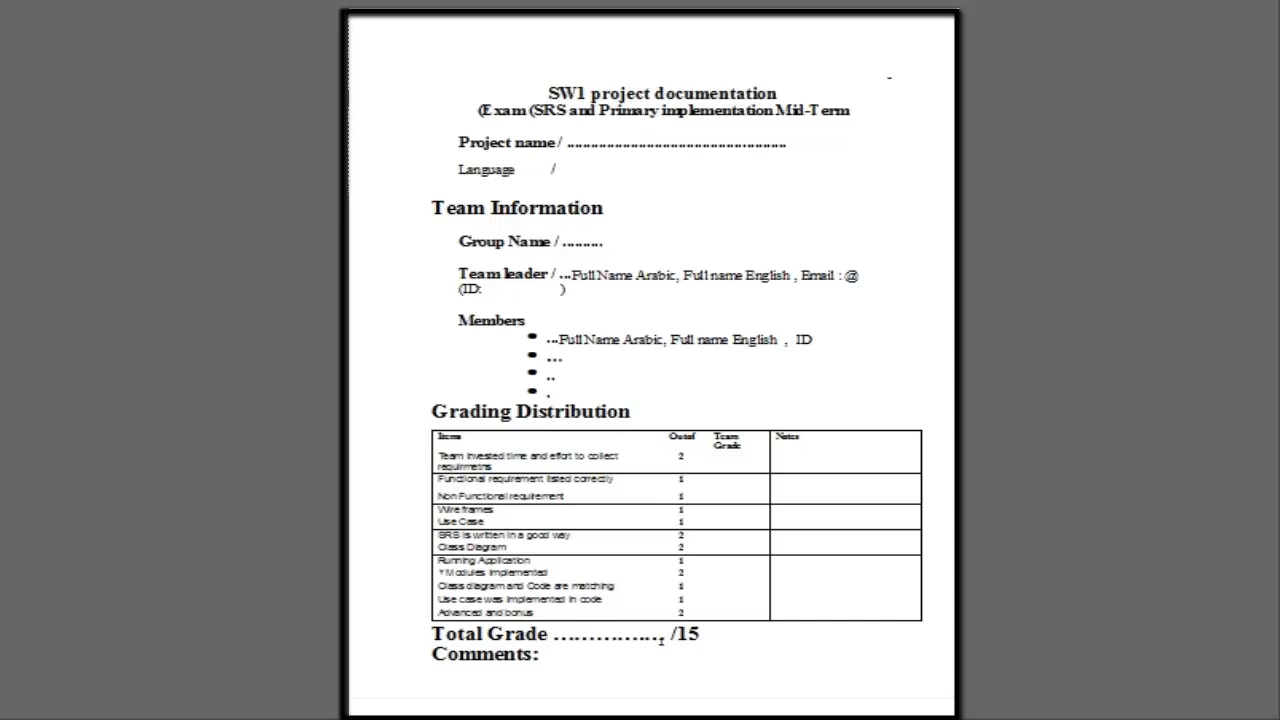 SW1 project documentation
(Exam (SRS and Primary implementation Mid-Term
Project name / .......................................................
Language /
Team Information
Group Name / ..........
Team leader / ...Full Name Arabic, Full name English , Email : @
(ID: )
Members
• ...Full Name Arabic, Full name English , ID
• ...
• ..
• .
Grading Distribution
Items Outof Team Grade Notes
Team invested time and effort to collect 2
requirmetns
Functional requirement listed correctly 1
Non Functional requirement 1
Wire frames 1
Use Case 1
SRS is written in a good way 2
Class Diagram 2
Running Application 1
Y Modules Implemented 2
Class diagram and Code are matching 1
Use case was implemented in code 1
Advanced and bonus 2
Total Grade ................, /15
Comments: